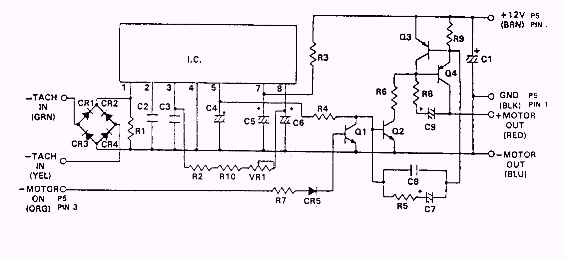 +12V P5
(BRN) PIN
R9
Q3
C1
R3
I.C.
Q4
1 2 3 4 5 7 8
–TACH
IN
(GRN)
CR1 CR2
C2
C3
C4
C5
C6
R6
R8
GND P5
(BLK) PIN 1
R4
C9
+MOTOR
OUT
(RED)
R1
Q1
Q2
CR3
CR4
–MOTOR
OUT
(BLU)
–TACH
IN
(YEL)
R2 R10 VR1
C8
–MOTOR
ON P5
(ORG) PIN 3
R7
CR5
R5
C7